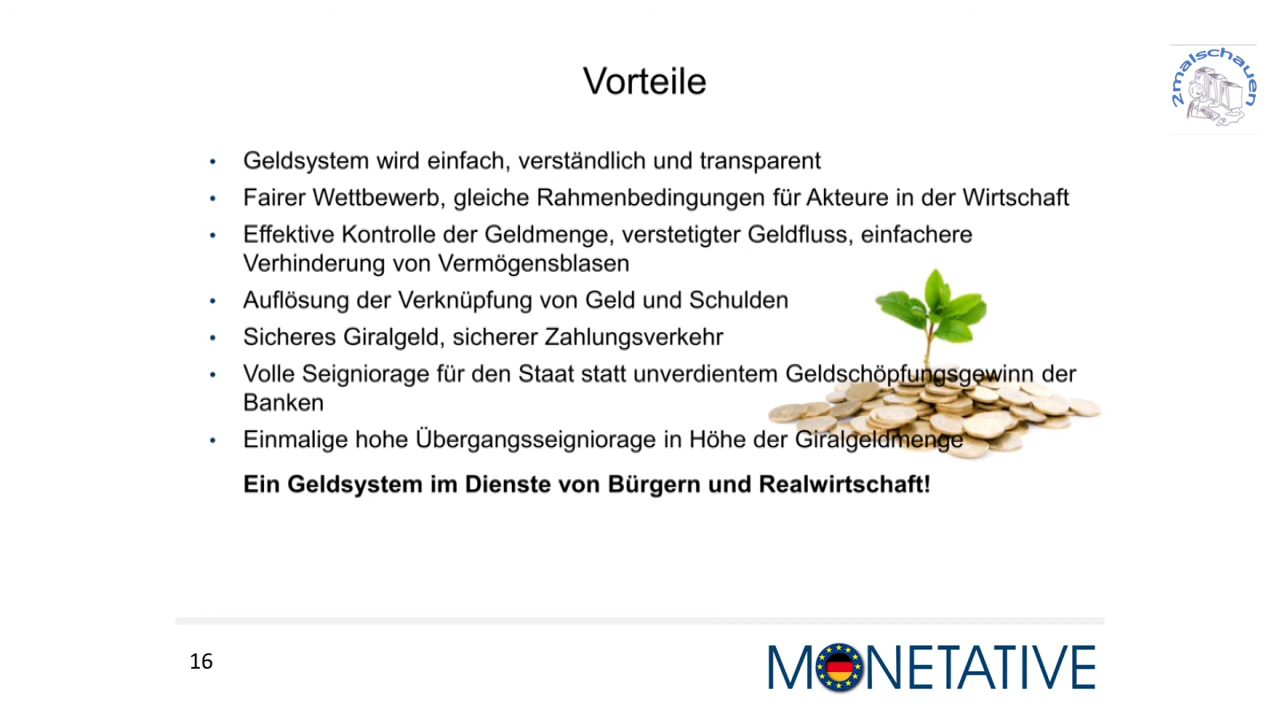 Vorteile
2malschauen
• Geldsystem wird einfach, verständlich und transparent
• Fairer Wettbewerb, gleiche Rahmenbedingungen für Akteure in der Wirtschaft
• Effektive Kontrolle der Geldmenge, verstetigter Geldfluss, einfachere
Verhinderung von Vermögensblasen
• Auflösung der Verknüpfung von Geld und Schulden
• Sicheres Giralgeld, sicherer Zahlungsverkehr
• Volle Seigniorage für den Staat statt unverdientem Geldschöpfungsgewinn der
Banken
• Einmalige hohe Übergangsseigniorage in Höhe der Giralgeldmenge
Ein Geldsystem im Dienste von Bürgern und Realwirtschaft!
16
MONETATIVE